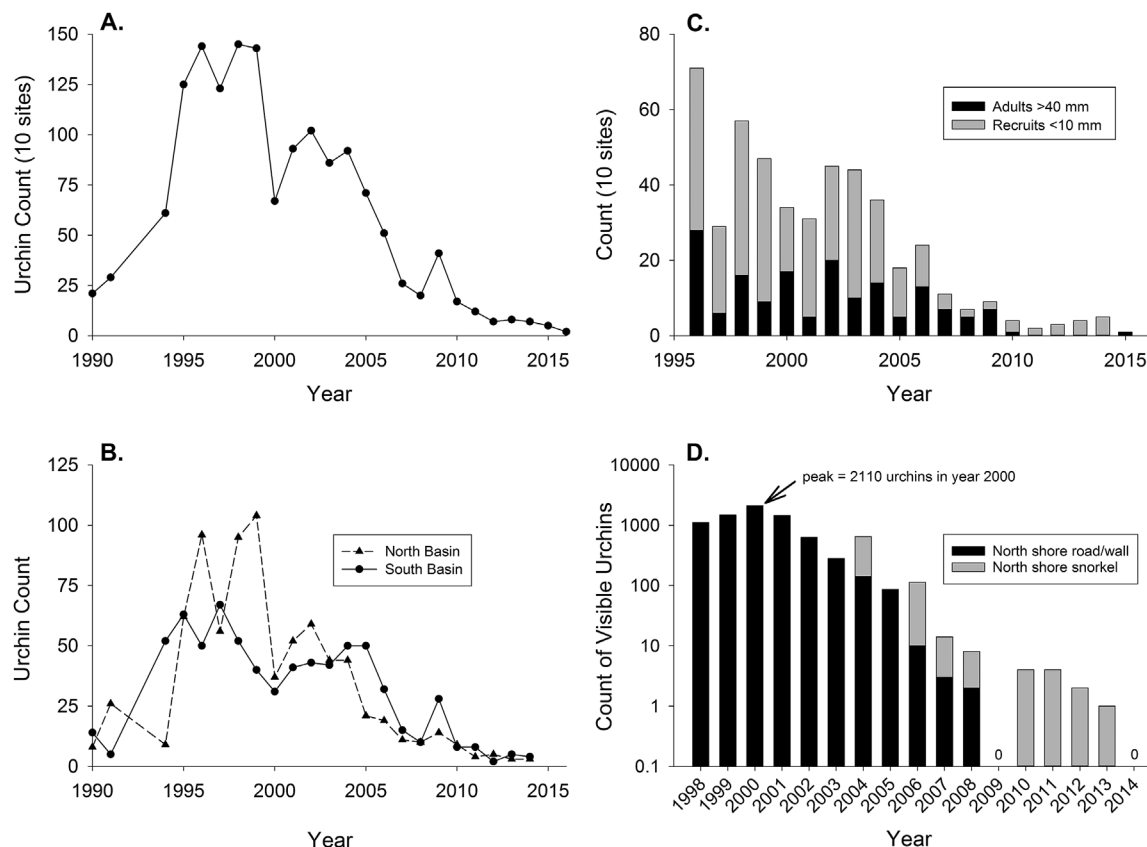 A.
150
125
100
75
50
25
0
Urchin Count (10 sites)
1990 1995 2000 2005 2010 2015
Year
C.
80
60
40
20
0
Count (10 sites)
Adults >40 mm
Recruits <10 mm
1995 2000 2005 2010 2015
Year
B.
125
100
75
50
25
0
Urchin Count
North Basin
South Basin
1990 1995 2000 2005 2010 2015
Year
D.
10000
1000
100
10
1
0.1
Count of Visible Urchins
peak = 2110 urchins in year 2000
North shore road/wall
North shore snorkel
0 0
1998 1999 2000 2001 2002 2003 2004 2005 2006 2007 2008 2009 2010 2011 2012 2013 2014
Year